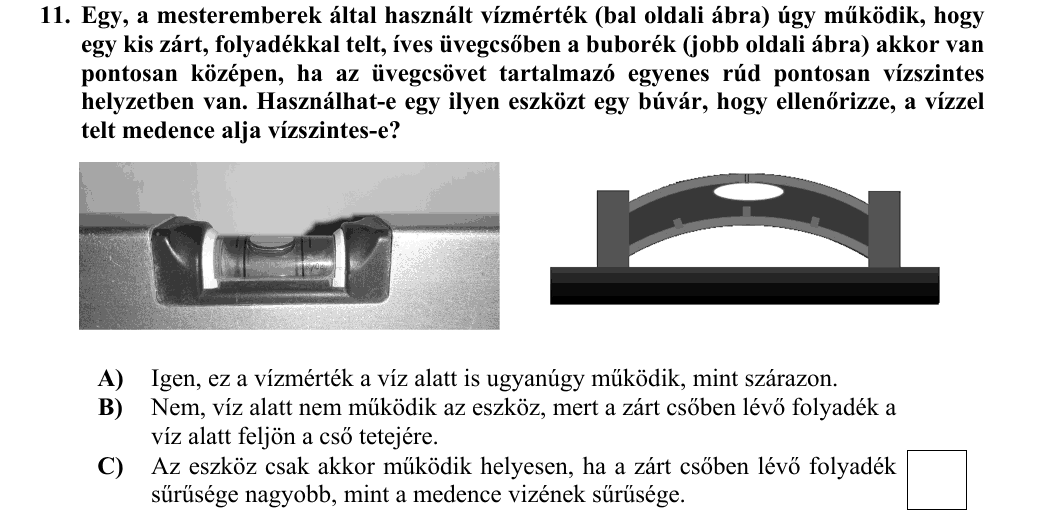 11. Egy, a mesteremberek által használt vízmérték (bal oldali ábra) úgy működik, hogy
egy kis zárt, folyadékkal telt, íves üvegcsőben a buborék (jobb oldali ábra) akkor van
pontosan középen, ha az üvegcsövet tartalmazó egyenes rúd pontosan vízszintes
helyzetben van. Használhat-e egy ilyen eszközt egy búvár, hogy ellenőrizze, a vízzel
telt medence alja vízszintes-e?
A) Igen, ez a vízmérték a víz alatt is ugyanúgy működik, mint szárazon.
B) Nem, víz alatt nem működik az eszköz, mert a zárt csőben lévő folyadék a
víz alatt feljön a cső tetejére.
C) Az eszköz csak akkor működik helyesen, ha a zárt csőben lévő folyadék
sűrűsége nagyobb, mint a medence vizének sűrűsége.